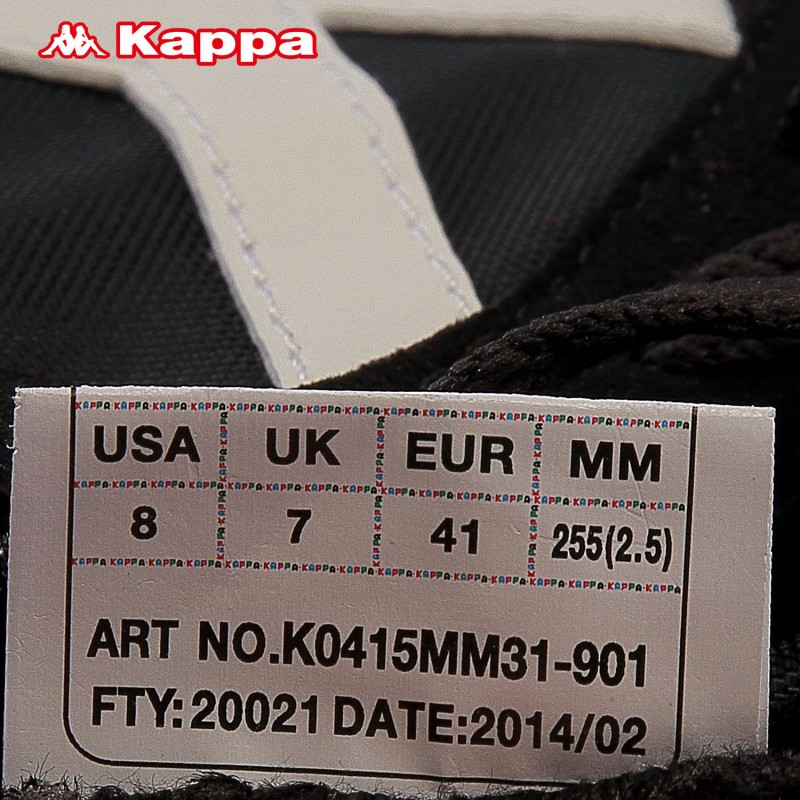 Kappa
USA UK EUR MM
8 7 41 255(2.5)
ART NO.K0415MM31-901
FTY:20021 DATE:2014/02